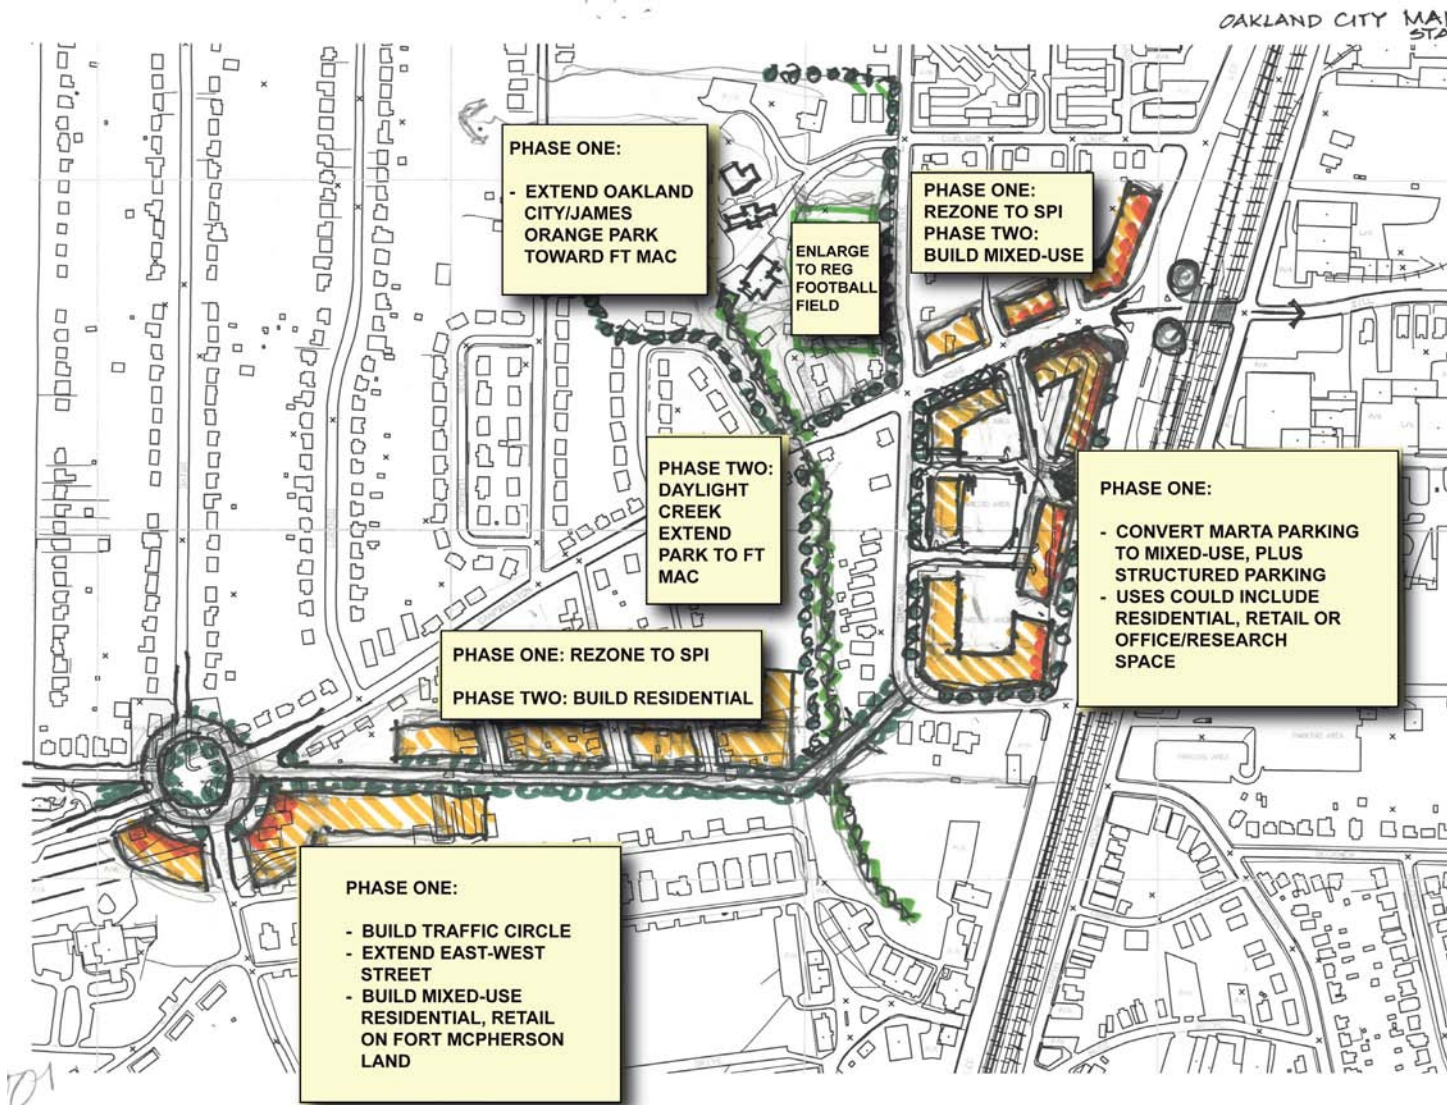 OAKLAND CITY
PHASE ONE:
- EXTEND OAKLAND
CITY/JAMES
ORANGE PARK
TOWARD FT MAC
ENLARGE
TO REG
FOOTBALL
FIELD
PHASE ONE:
REZONE TO SPI
PHASE TWO:
BUILD MIXED-USE
PHASE TWO:
DAYLIGHT
CREEK
EXTEND
PARK TO FT
MAC
PHASE ONE:
- CONVERT MARTA PARKING
TO MIXED-USE, PLUS
STRUCTURED PARKING
- USES COULD INCLUDE
RESIDENTIAL, RETAIL OR
OFFICE/RESEARCH
SPACE
PHASE ONE: REZONE TO SPI
PHASE TWO: BUILD RESIDENTIAL
PHASE ONE:
- BUILD TRAFFIC CIRCLE
- EXTEND EAST-WEST
STREET
- BUILD MIXED-USE
RESIDENTIAL, RETAIL
ON FORT MCPHERSON
LAND